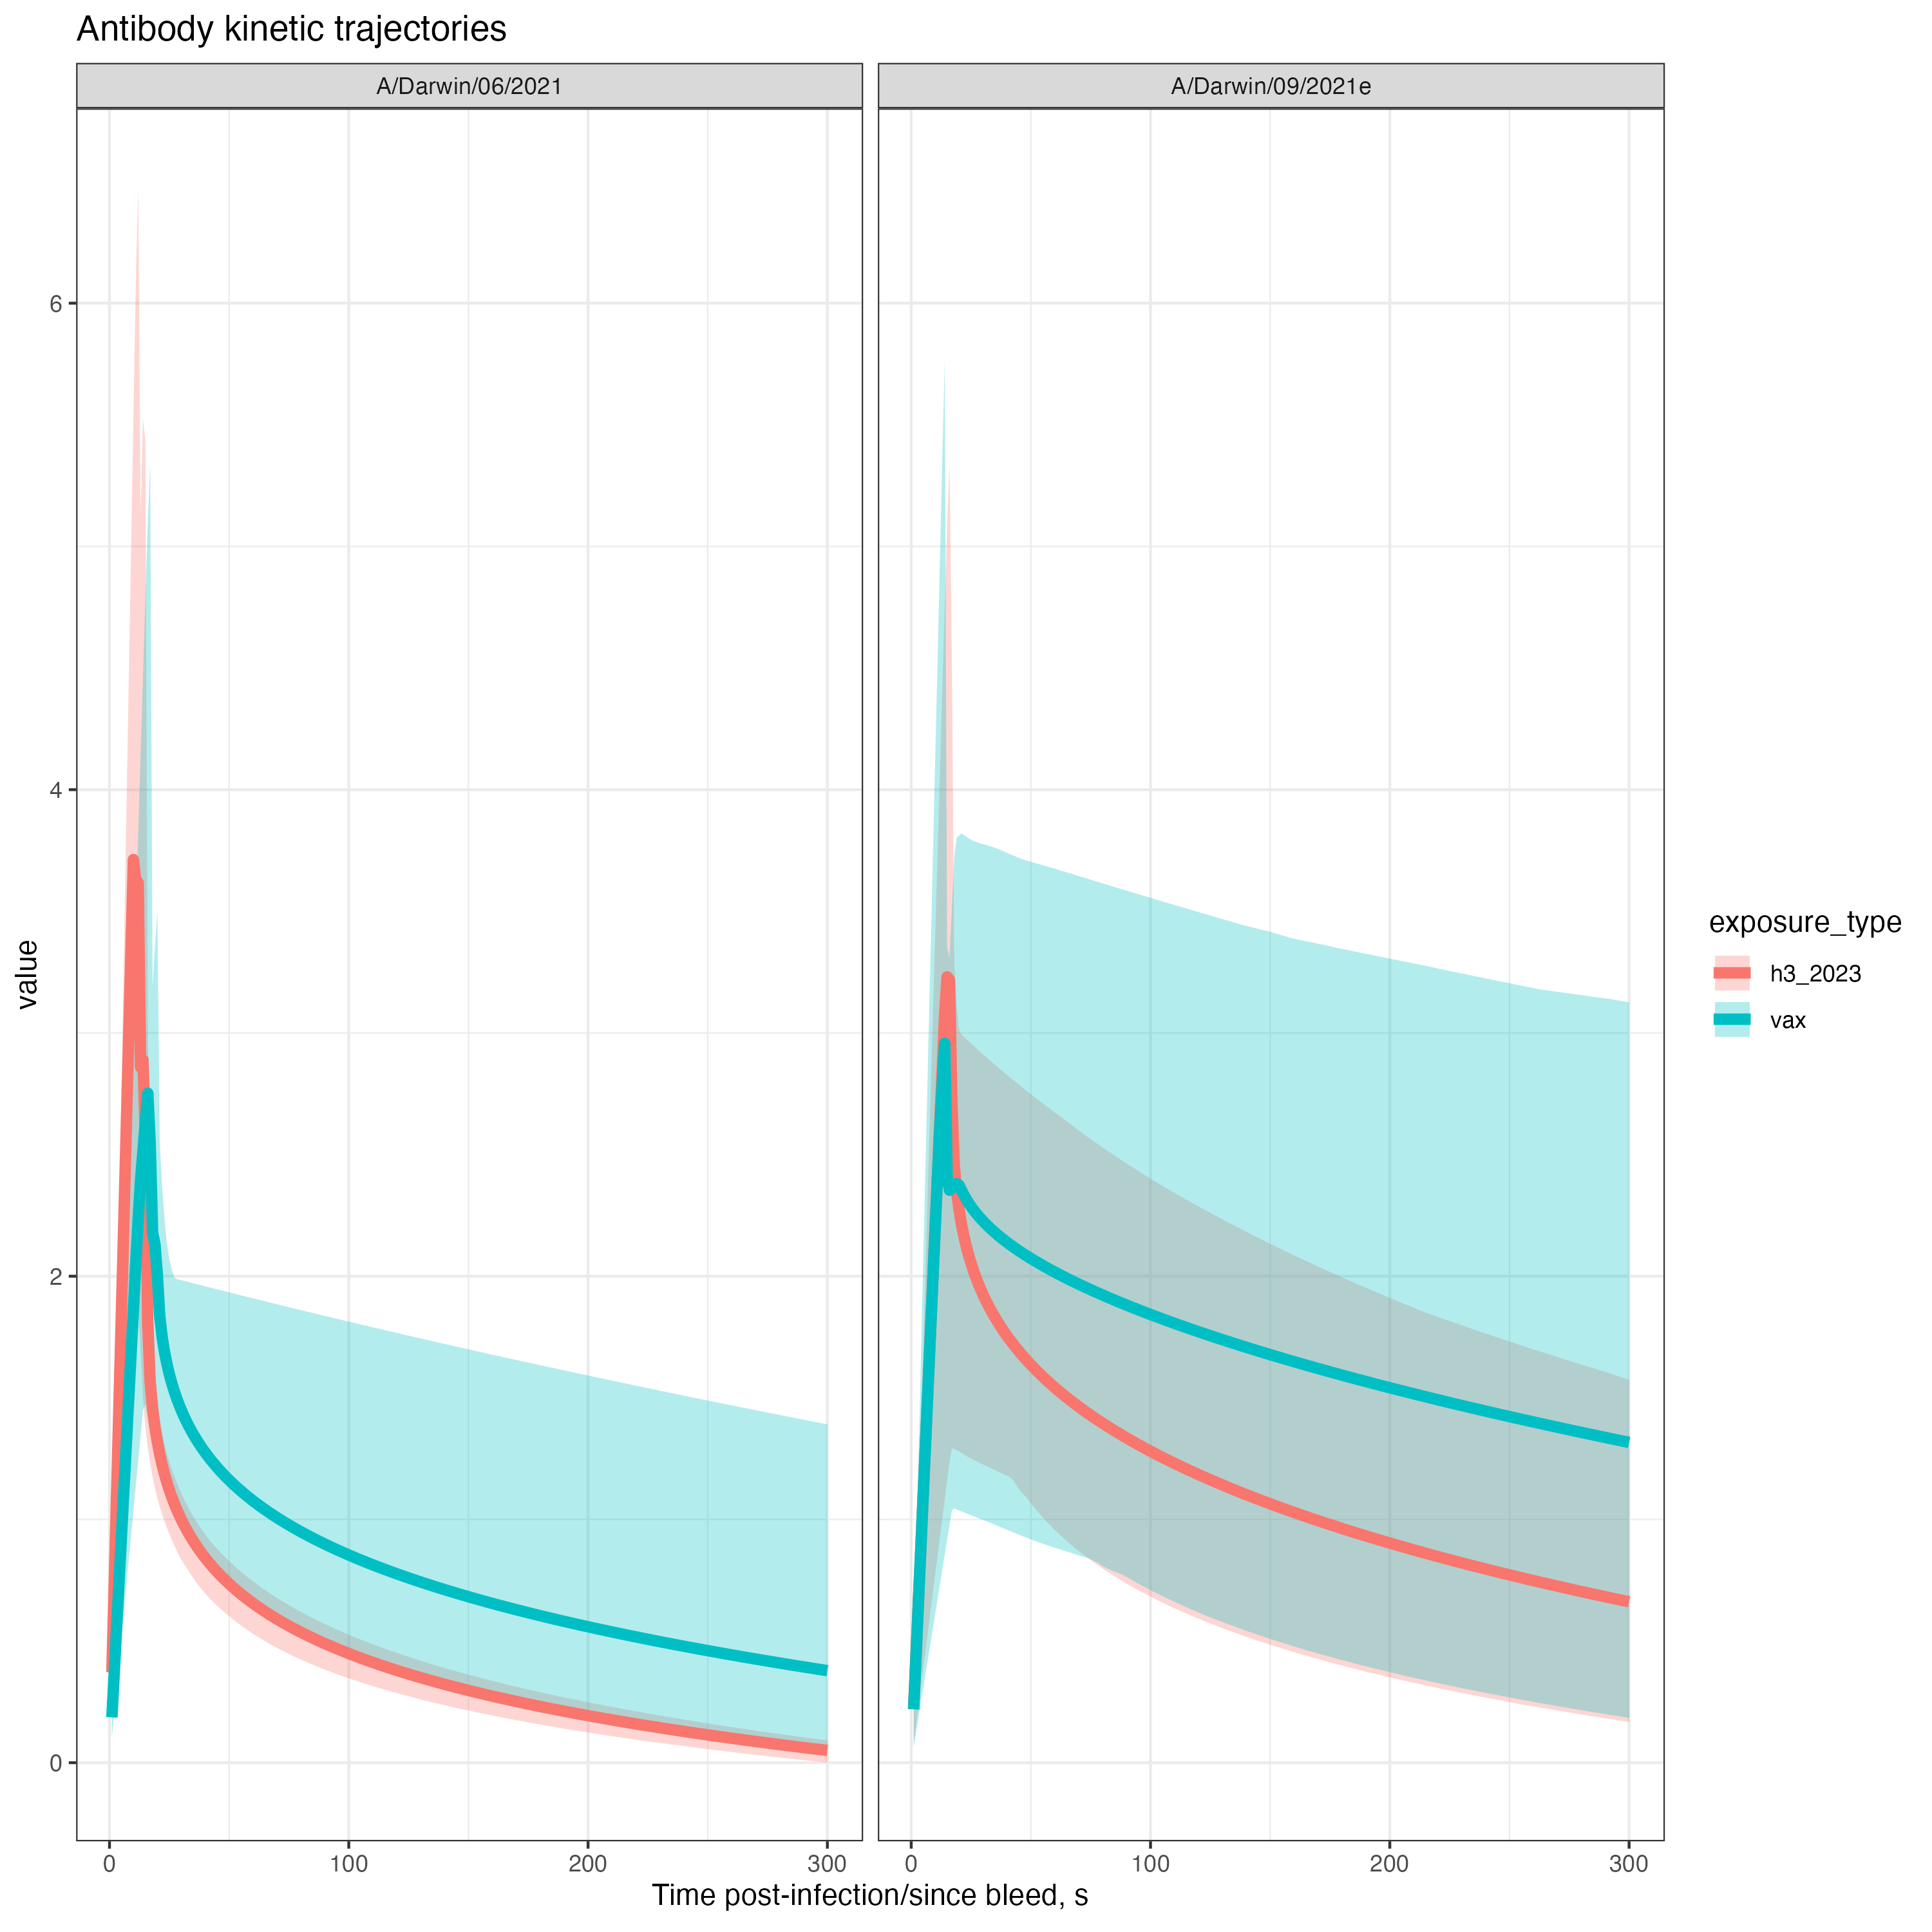 Antibody kinetic trajectories
A/Darwin/06/2021
A/Darwin/09/2021e
6
4
2
0
value
0
100
200
300
0
100
200
300
Time post-infection/since bleed, s
exposure_type
h3_2023
vax